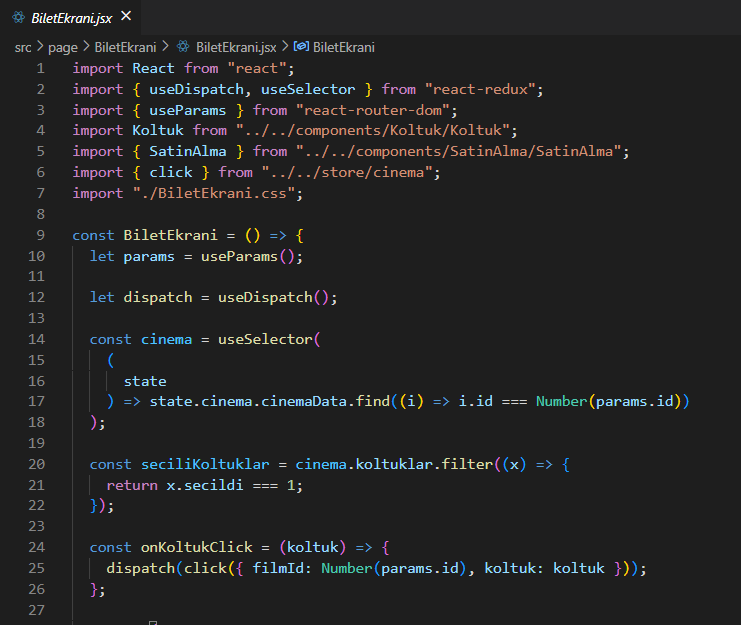 BiletEkrani.jsx ×
src > page > BiletEkrani > BiletEkrani.jsx > BiletEkrani
1 import React from "react";
2 import { useDispatch, useSelector } from "react-redux";
3 import { useParams } from "react-router-dom";
4 import Koltuk from "../../components/Koltuk/Koltuk";
5 import { SatinAlma } from "../../components/SatinAlma/SatinAlma";
6 import { click } from "../../store/cinema";
7 import "./BiletEkrani.css";
8
9 const BiletEkrani = () => {
10 let params = useParams();
11
12 let dispatch = useDispatch();
13
14 const cinema = useSelector(
15 (
16 state
17 ) => state.cinema.cinemaData.find((i) => i.id === Number(params.id))
18 );
19
20 const seciliKoltuklar = cinema.koltuklar.filter((x) => {
21 return x.secildi === 1;
22 });
23
24 const onKoltukClick = (koltuk) => {
25 dispatch(click({ filmId: Number(params.id), koltuk: koltuk }));
26 };
27